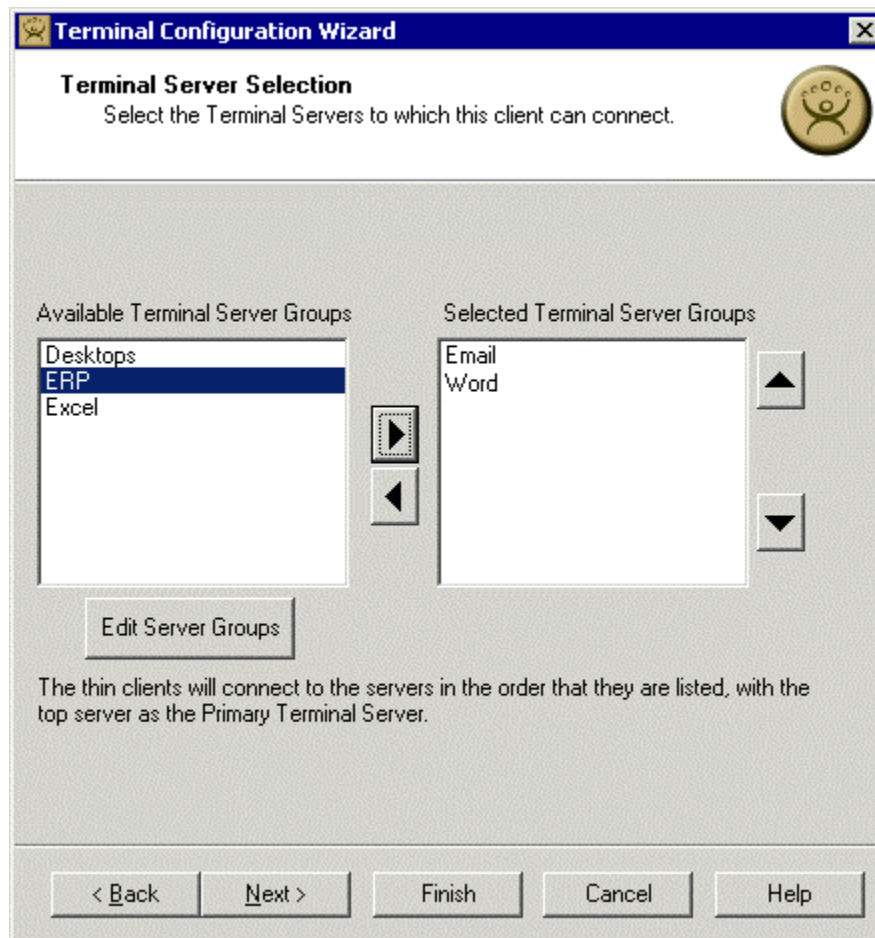 Terminal Configuration Wizard
Terminal Server Selection
Select the Terminal Servers to which this client can connect.
Available Terminal Server Groups
Desktops
ERP
Excel
Selected Terminal Server Groups
Email
Word
Edit Server Groups
The thin clients will connect to the servers in the order that they are listed, with the
top server as the Primary Terminal Server.
< Back
Next >
Finish
Cancel
Help